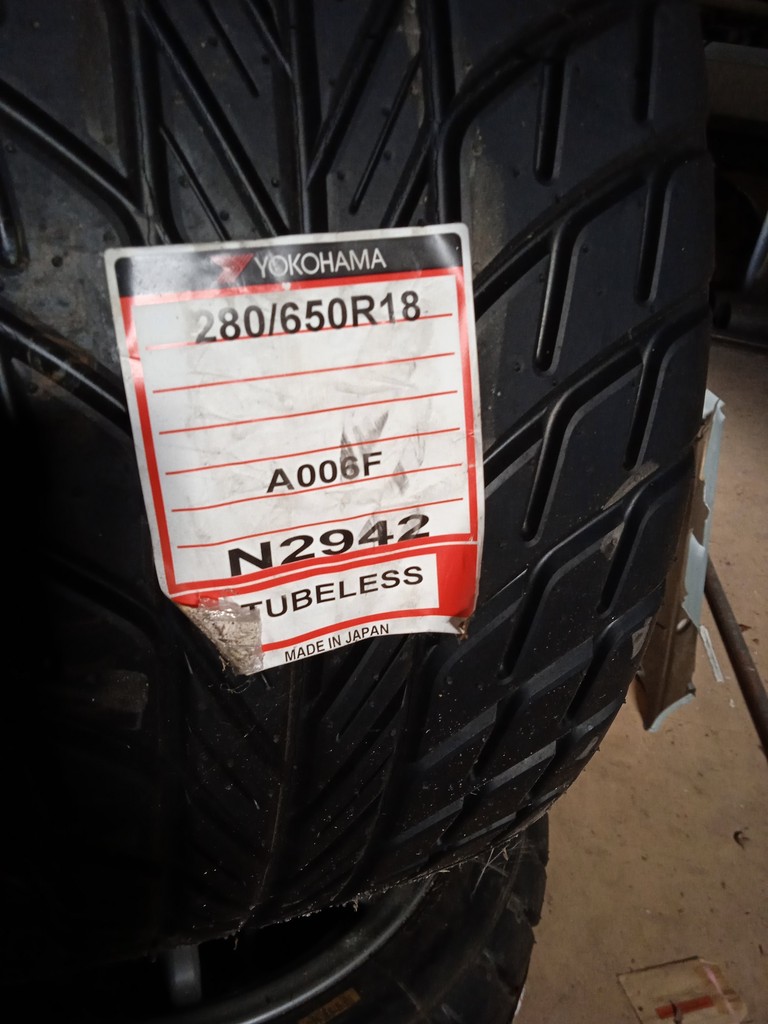 YOKOHAMA
280/650R18
A006F
N2942
TUBELESS
MADE IN JAPAN